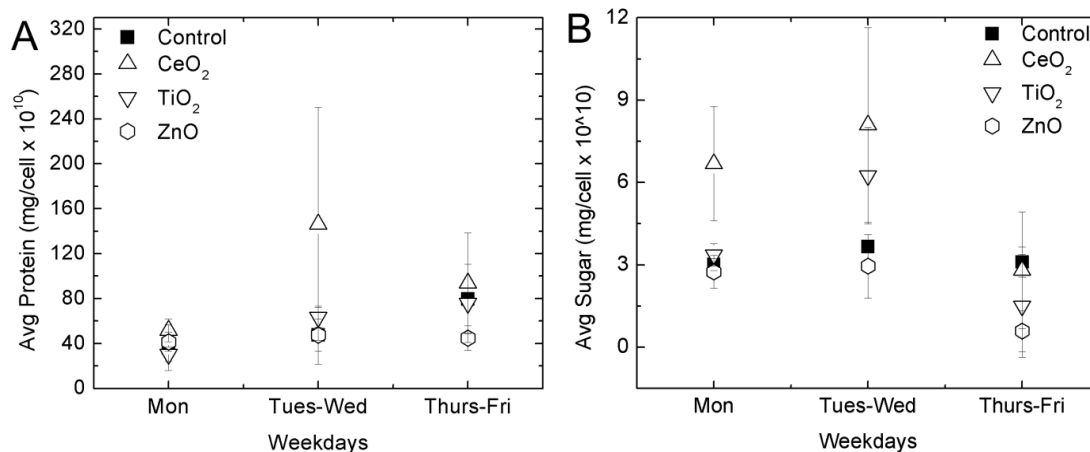 A
Avg Protein (mg/cell x 10¹⁰)
320
280
240
200
160
120
80
40
0
Control
CeO₂
TiO₂
ZnO
Mon Tues-Wed Thurs-Fri
Weekdays
B
Avg Sugar (mg/cell x 10^10)
12
9
6
3
0
Control
CeO₂
TiO₂
ZnO
Mon Tues-Wed Thurs-Fri
Weekdays